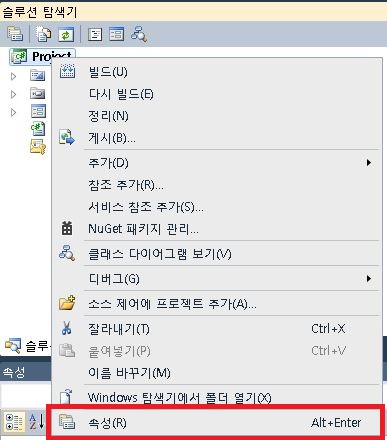 솔루션 탐색기
Project
빌드(U)
다시 빌드(E)
정리(N)
게시(B)...
추가(D)
참조 추가(R)...
서비스 참조 추가(S)...
NuGet 패키지 관리...
클래스 다이어그램 보기(V)
디버그(G)
소스 제어에 프로젝트 추가(A)...
잘라내기(T) Ctrl+X
붙여넣기(P) Ctrl+V
이름 바꾸기(M)
Windows 탐색기에서 폴더 열기(X)
속성(R) Alt+Enter
솔루
속성